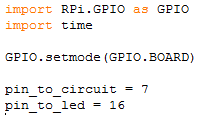 import RPi.GPIO as GPIO
import time
GPIO.setmode(GPIO.BOARD)
pin_to_circuit = 7
pin_to_led = 16